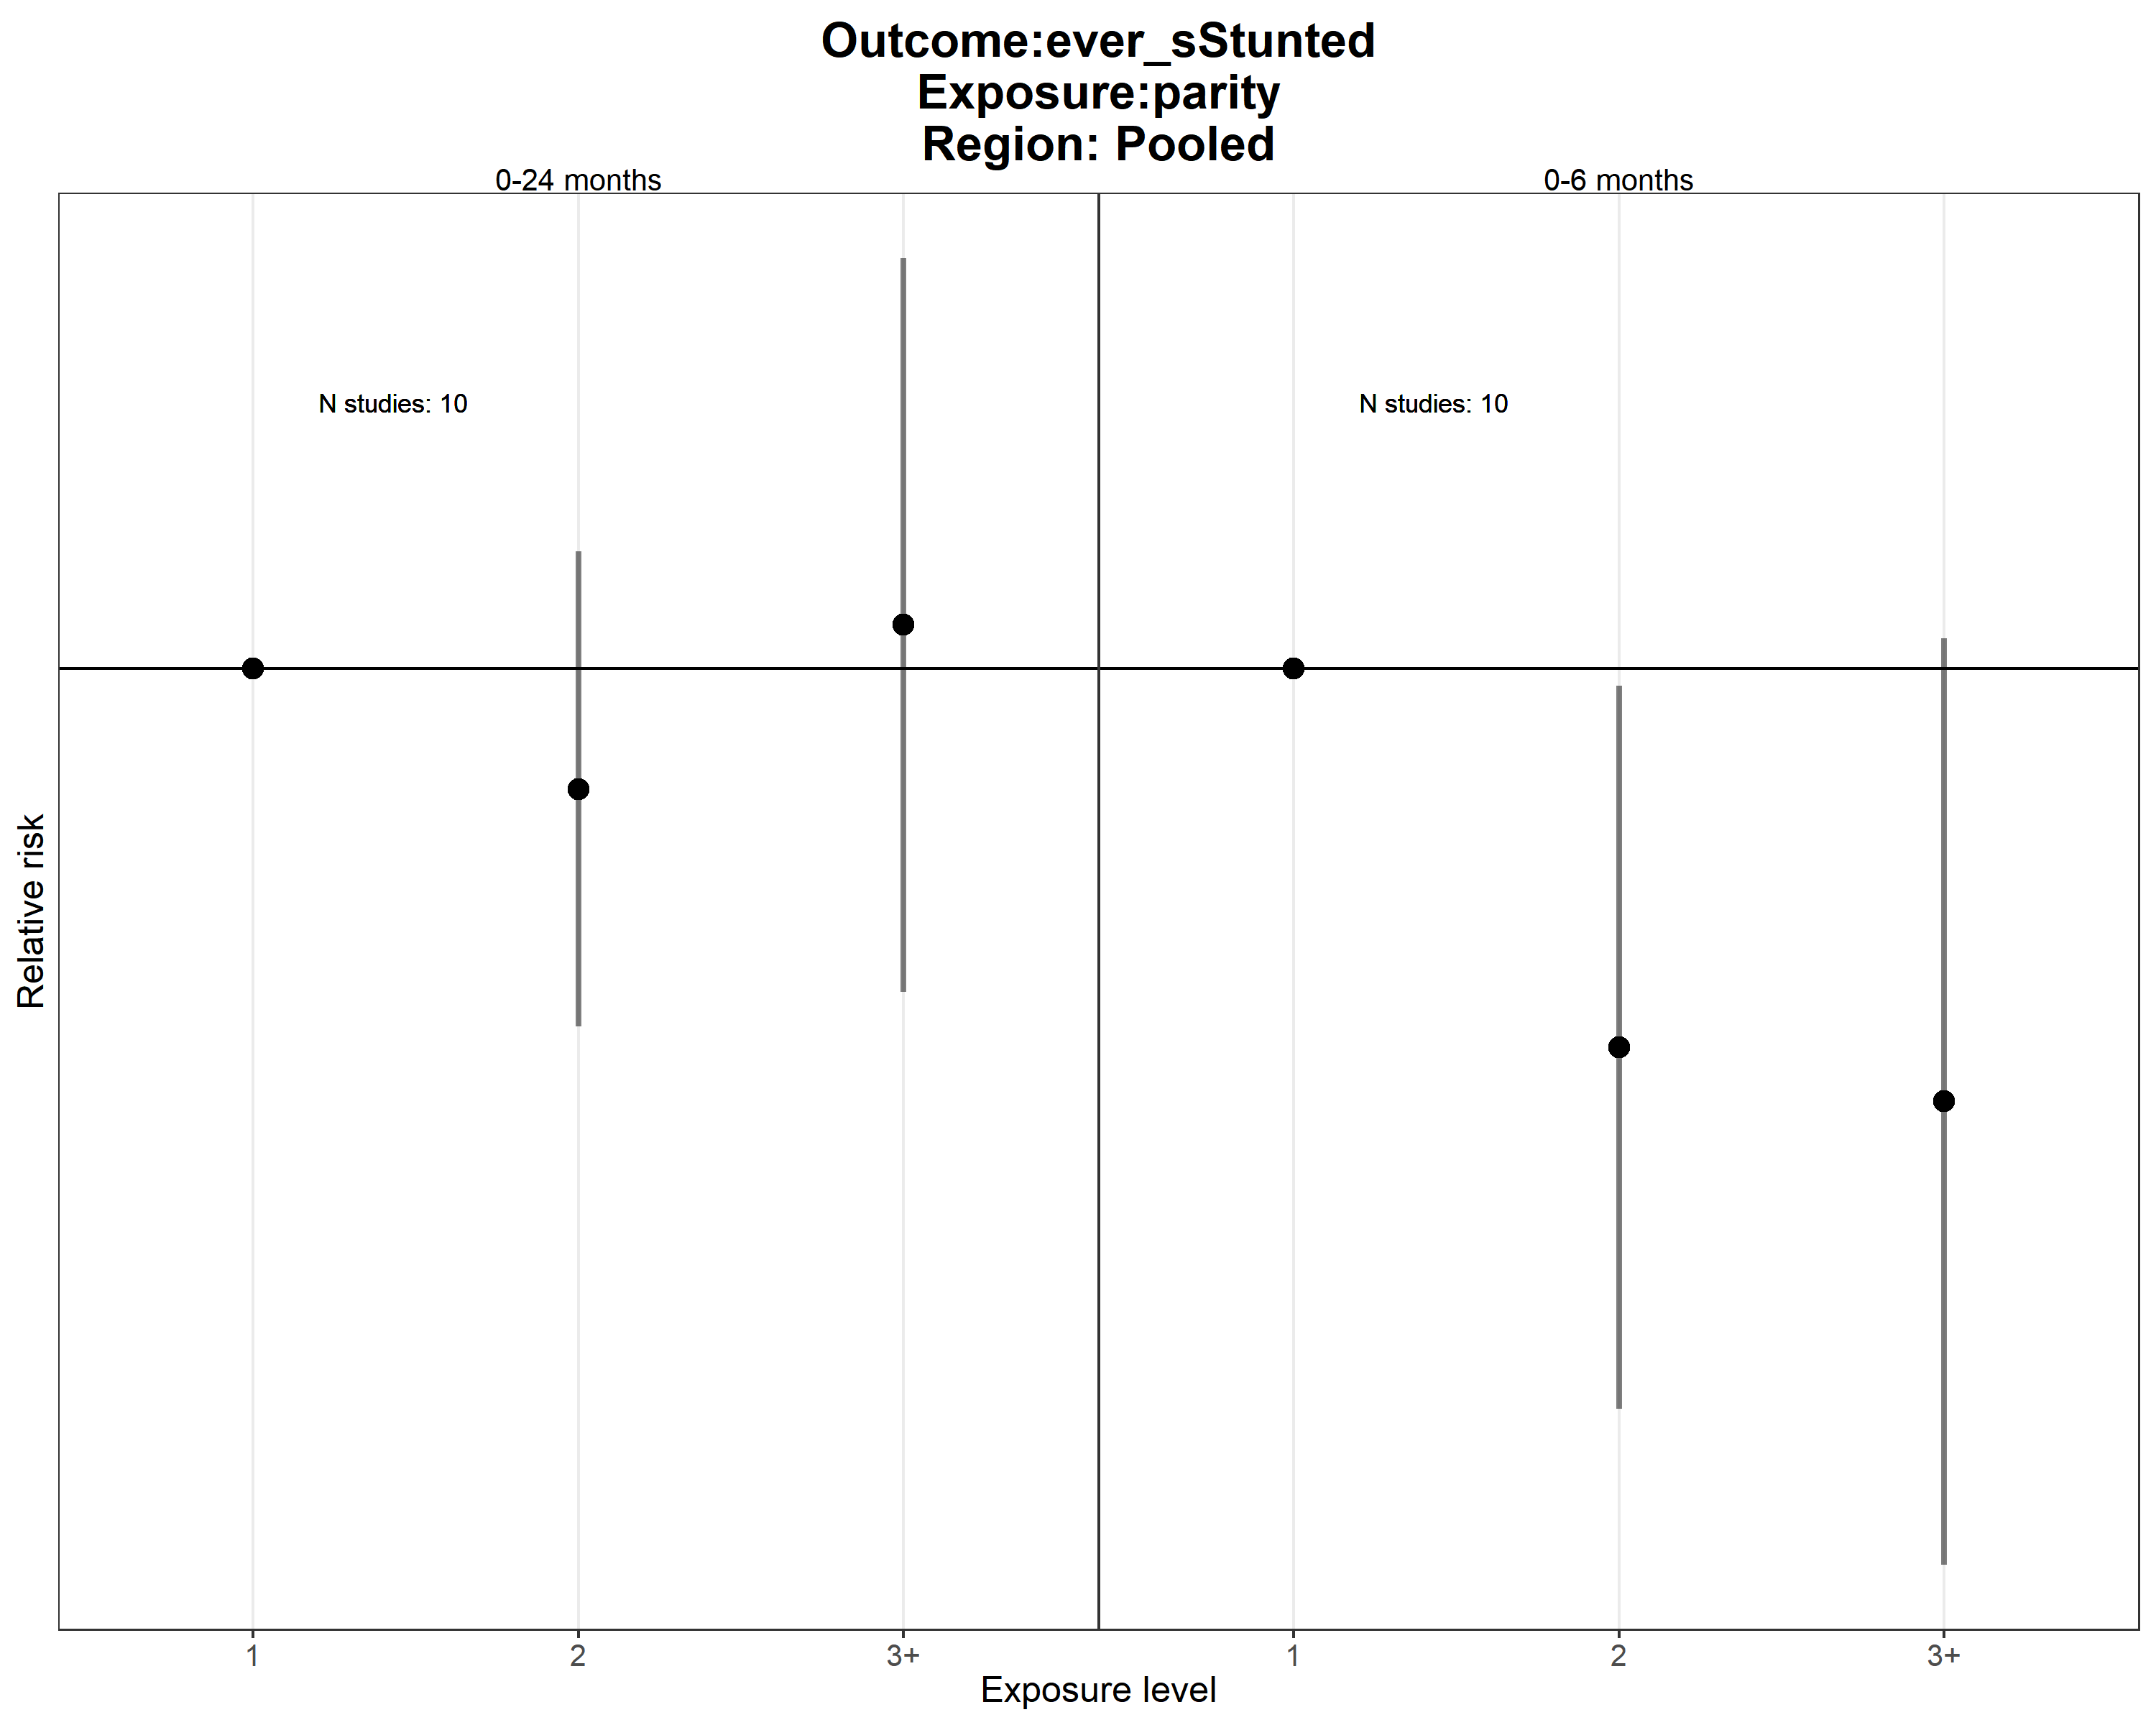 Outcome:ever_sStunted
Exposure:parity
Region: Pooled
0-24 months
0-6 months
N studies: 10
N studies: 10
Relative risk
1
2
3+
1
2
3+
Exposure level